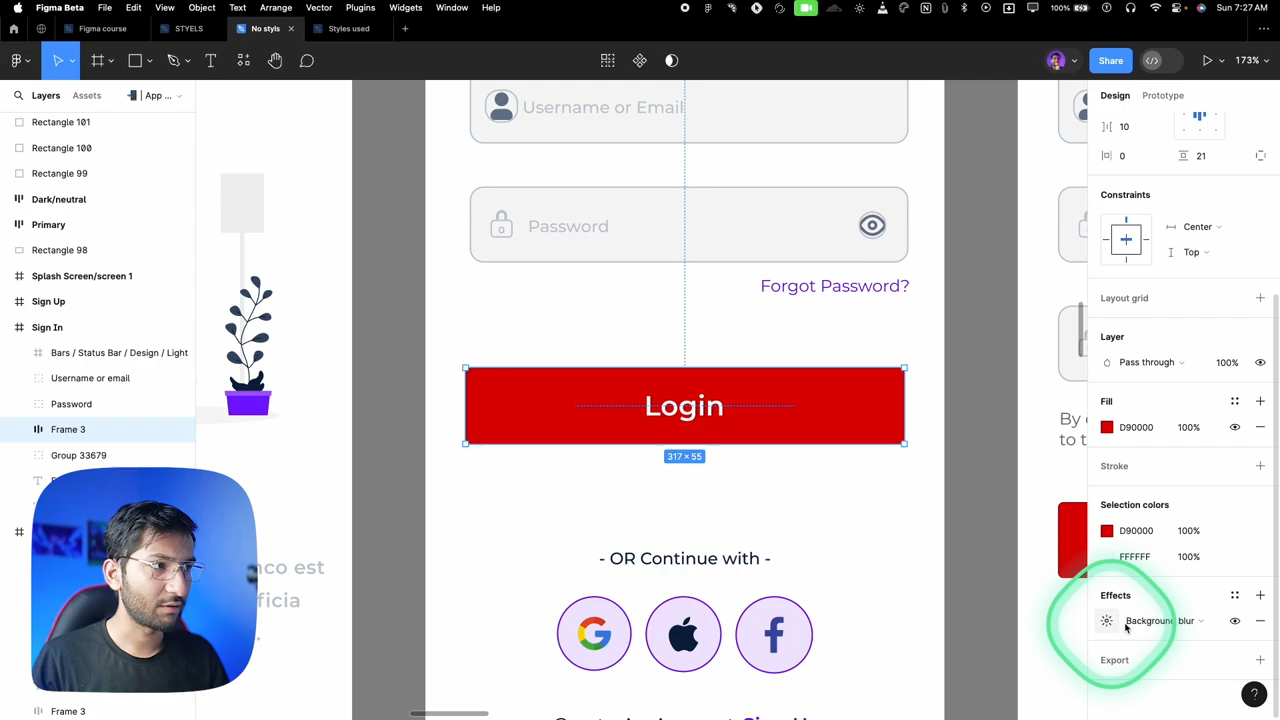 Figma Beta File Edit View Object Text Arrange Vector Plugins Widgets Window Help 100% Sun 7:27 AM
Figma course STYELS No styls Styles used
Share 173%
Layers Assets | App ...
Rectangle 101
Rectangle 100
Rectangle 99
Dark/neutral
Primary
Rectangle 98
Splash Screen/screen 1
Sign Up
Sign In
Bars / Status Bar / Design / Light
Username or email
Password
Frame 3
Group 33679
Frame 3
nco est
ficia
Username or Email
Password
Forgot Password?
Login
317 × 55
- OR Continue with -
By c
to t
Design Prototype
10
0 21
Constraints
Center
Top
Layout grid
Layer
Pass through 100%
Fill
D90000 100%
Stroke
Selection colors
D90000 100%
FFFFFF 100%
Effects
Background blur
Export
?